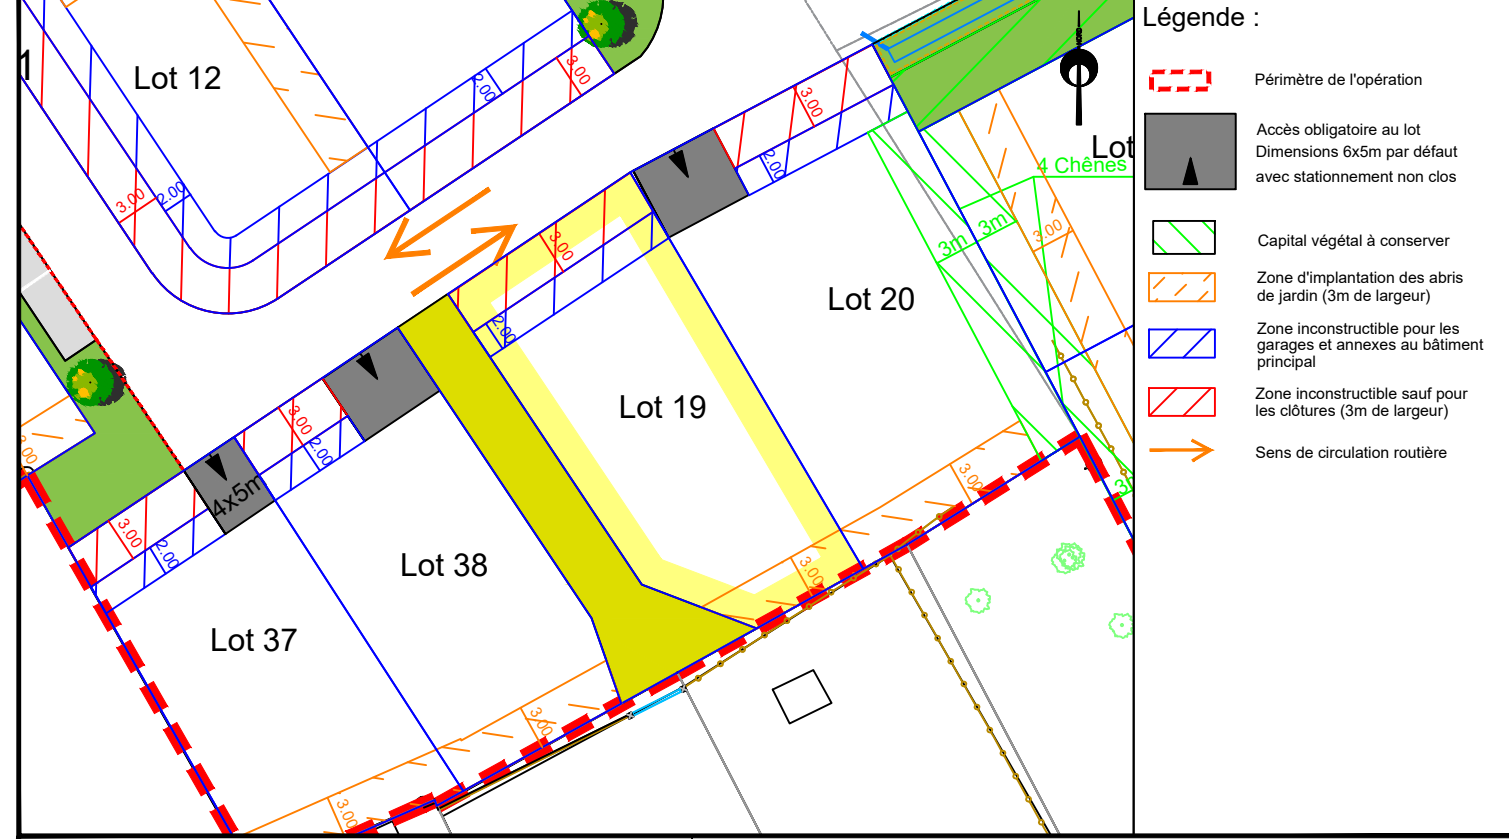 Légende :
Périmètre de l'opération
Accès obligatoire au lot
Dimensions 6x5m par défaut
avec stationnement non clos
Capital végétal à conserver
Zone d'implantation des abris
de jardin (3m de largeur)
Zone inconstructible pour les
garages et annexes au bâtiment
principal
Zone inconstructible sauf pour
les clôtures (3m de largeur)
Sens de circulation routière
1
Lot 12
2.00
3.00
3.00
2.00
3.00
2.00
NORD
Lot
4 Chênes
3m
3m
3.00
3.00
2.00
Lot 20
Lot 19
3.00
2.00
3.00
4x5m
3.00
2.00
Lot 38
Lot 37
3.00
3.00
3.00
3.00